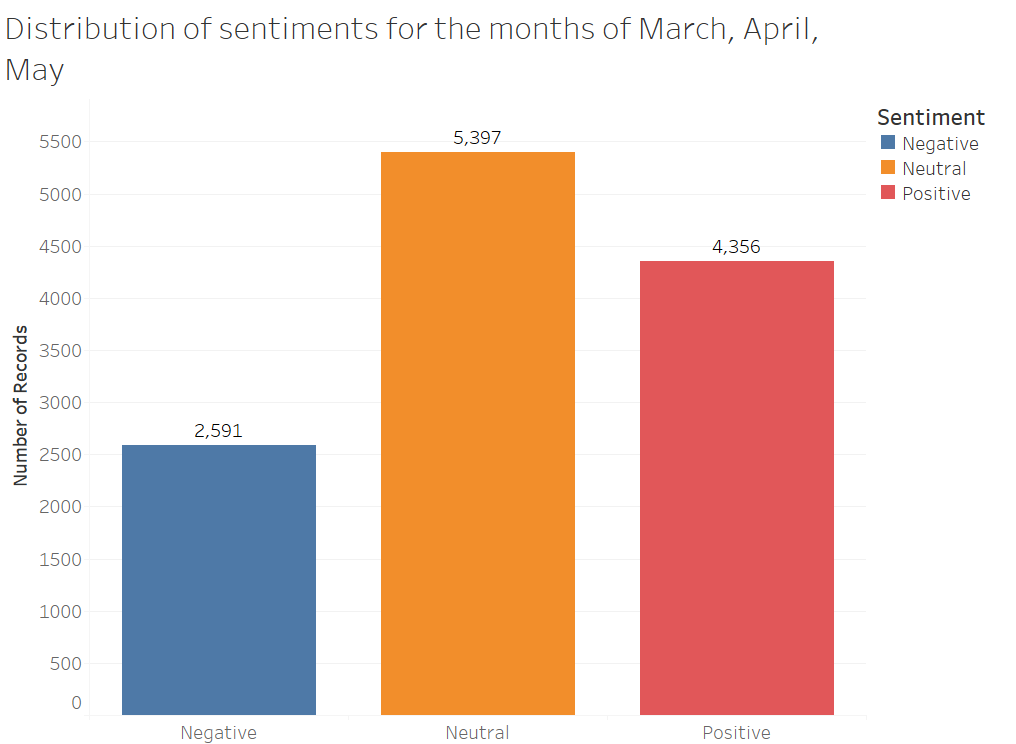 Distribution of sentiments for the months of March, April,
May
Sentiment
Negative
Neutral
Positive
Number of Records
5500
5000
4500
4000
3500
3000
2500
2000
1500
1000
500
0
2,591
5,397
4,356
Negative
Neutral
Positive